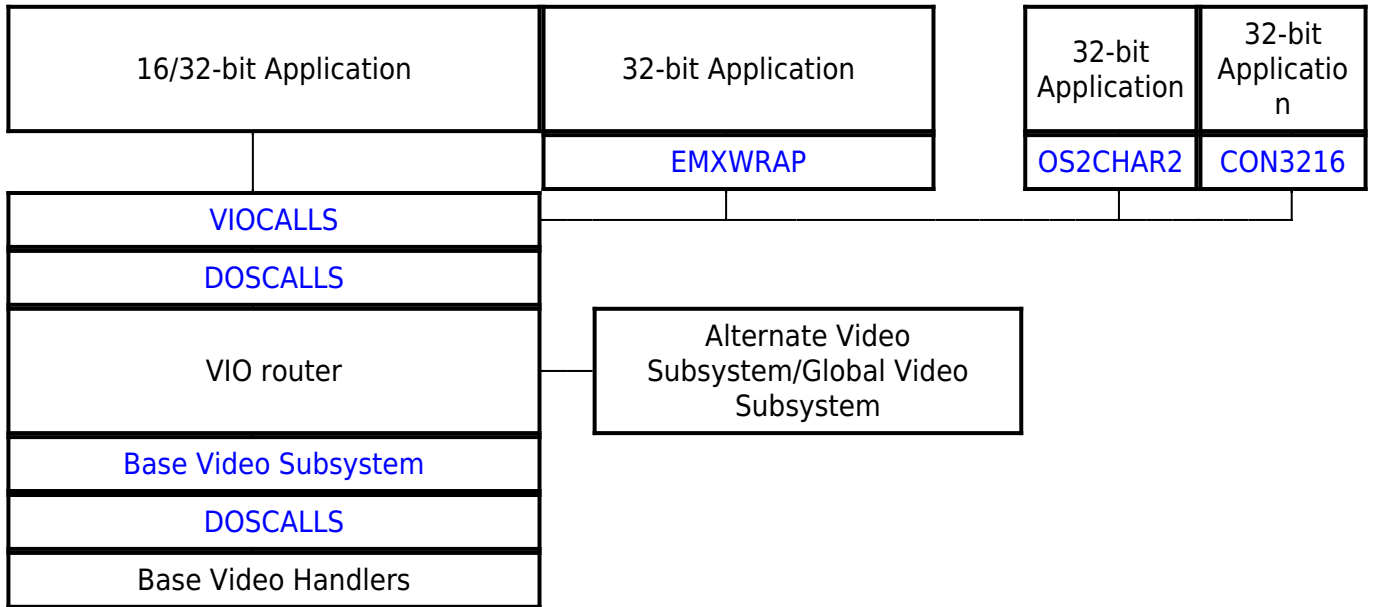 16/32-bit Application
32-bit Application
32-bit
Application
32-bit
Applicatio
n
EMXWRAP
OS2CHAR2
CON3216
VIOCALLS
DOSCALLS
VIO router
Alternate Video
Subsystem/Global Video
Subsystem
Base Video Subsystem
DOSCALLS
Base Video Handlers